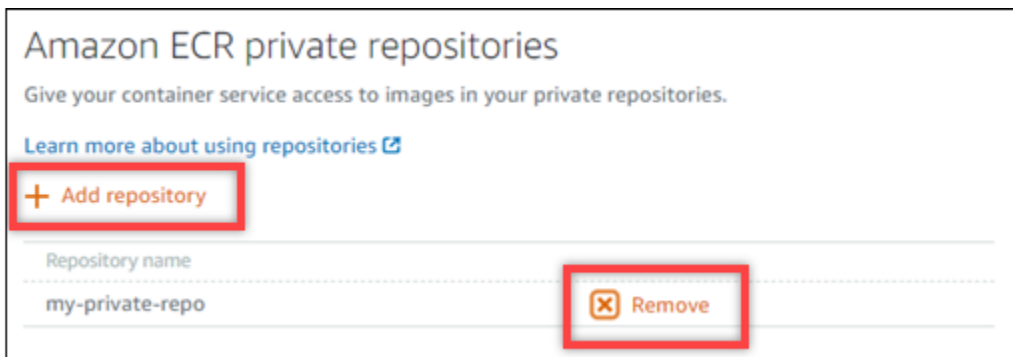 Amazon ECR private repositories
Give your container service access to images in your private repositories.
Learn more about using repositories
Add repository
Repository name
my-private-repo Remove